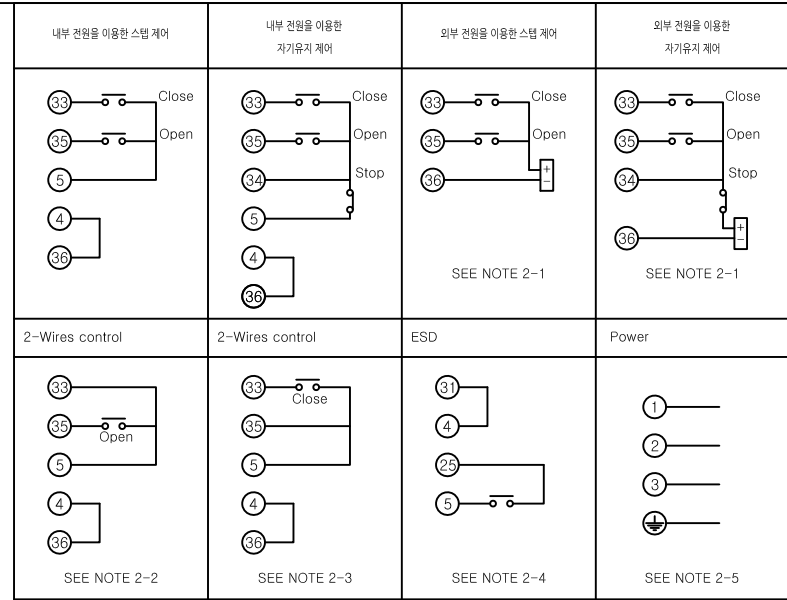 내부 전원을 이용한 스텝 제어
내부 전원을 이용한
자기유지 제어
외부 전원을 이용한 스텝 제어
외부 전원을 이용한
자기유지 제어
33
Close
35
Open
5
4
36
33
Close
35
Open
34
Stop
5
4
36
33
Close
35
Open
36
+
−
SEE NOTE 2-1
33
Close
35
Open
34
Stop
36
+
−
SEE NOTE 2-1
2-Wires control
2-Wires control
ESD
Power
33
35
Open
5
4
36
SEE NOTE 2-2
33
Close
35
5
4
36
SEE NOTE 2-3
31
4
25
5
SEE NOTE 2-4
1
2
3
SEE NOTE 2-5